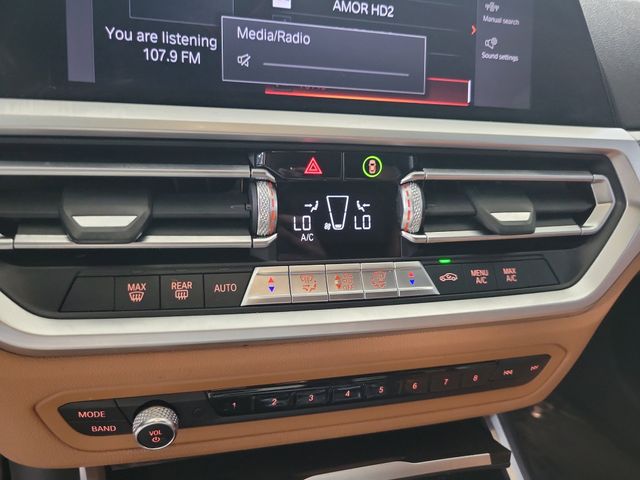 AMOR HD2
You are listening
107.9 FM
Media/Radio
Manual search
Sound settings
LO
LO
A/C
MAX
REAR
AUTO
MENU
A/C
MAX
A/C
MODE
BAND
VOL
1 2 3 4 5 6 7 8